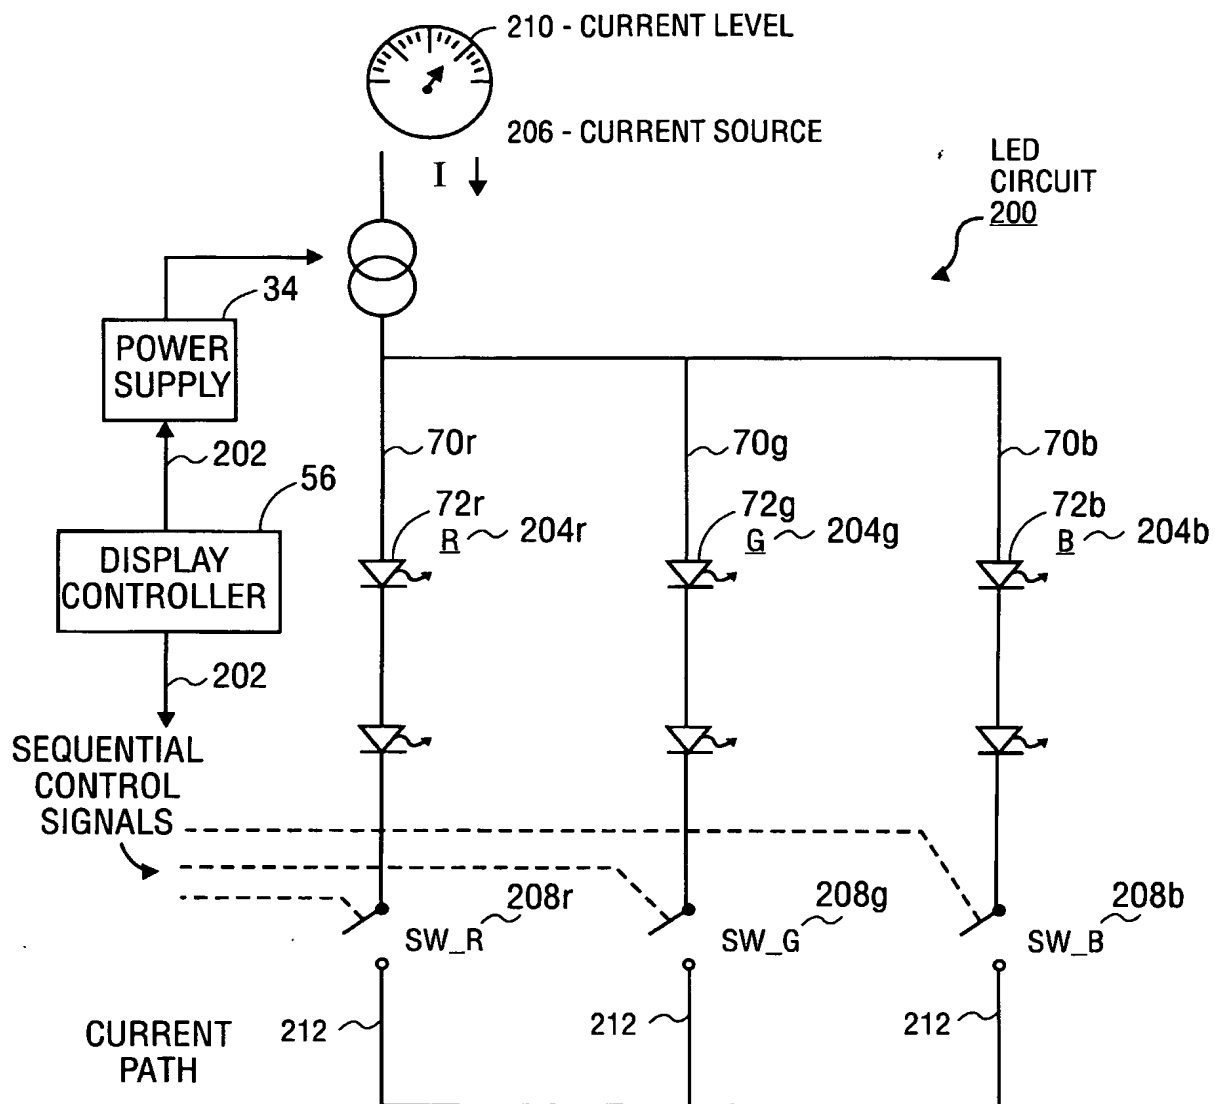 210 - CURRENT LEVEL
206 - CURRENT SOURCE
I
LED
CIRCUIT
200
34
POWER
SUPPLY
202
56
DISPLAY
CONTROLLER
202
70r
70g
70b
72r
R
204r
72g
G
204g
72b
B
204b
SEQUENTIAL
CONTROL
SIGNALS
208r
SW_R
208g
SW_G
208b
SW_B
CURRENT
PATH
212
212
212